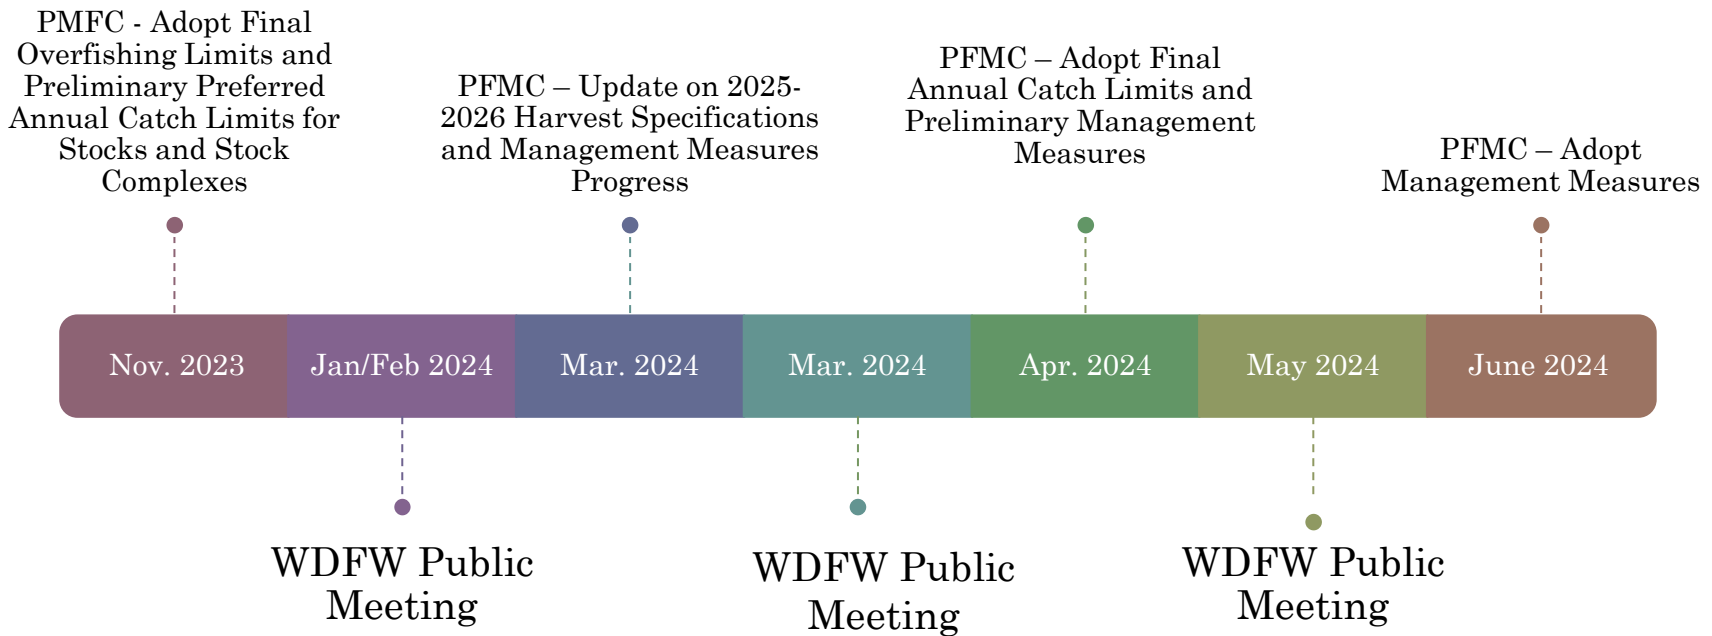 PMFC - Adopt Final
Overfishing Limits and
Preliminary Preferred
Annual Catch Limits for
Stocks and Stock
Complexes
PFMC – Update on 2025-
2026 Harvest Specifications
and Management Measures
Progress
PFMC – Adopt Final
Annual Catch Limits and
Preliminary Management
Measures
PFMC – Adopt
Management Measures
Nov. 2023
Jan/Feb 2024
Mar. 2024
Mar. 2024
Apr. 2024
May 2024
June 2024
WDFW Public
Meeting
WDFW Public
Meeting
WDFW Public
Meeting